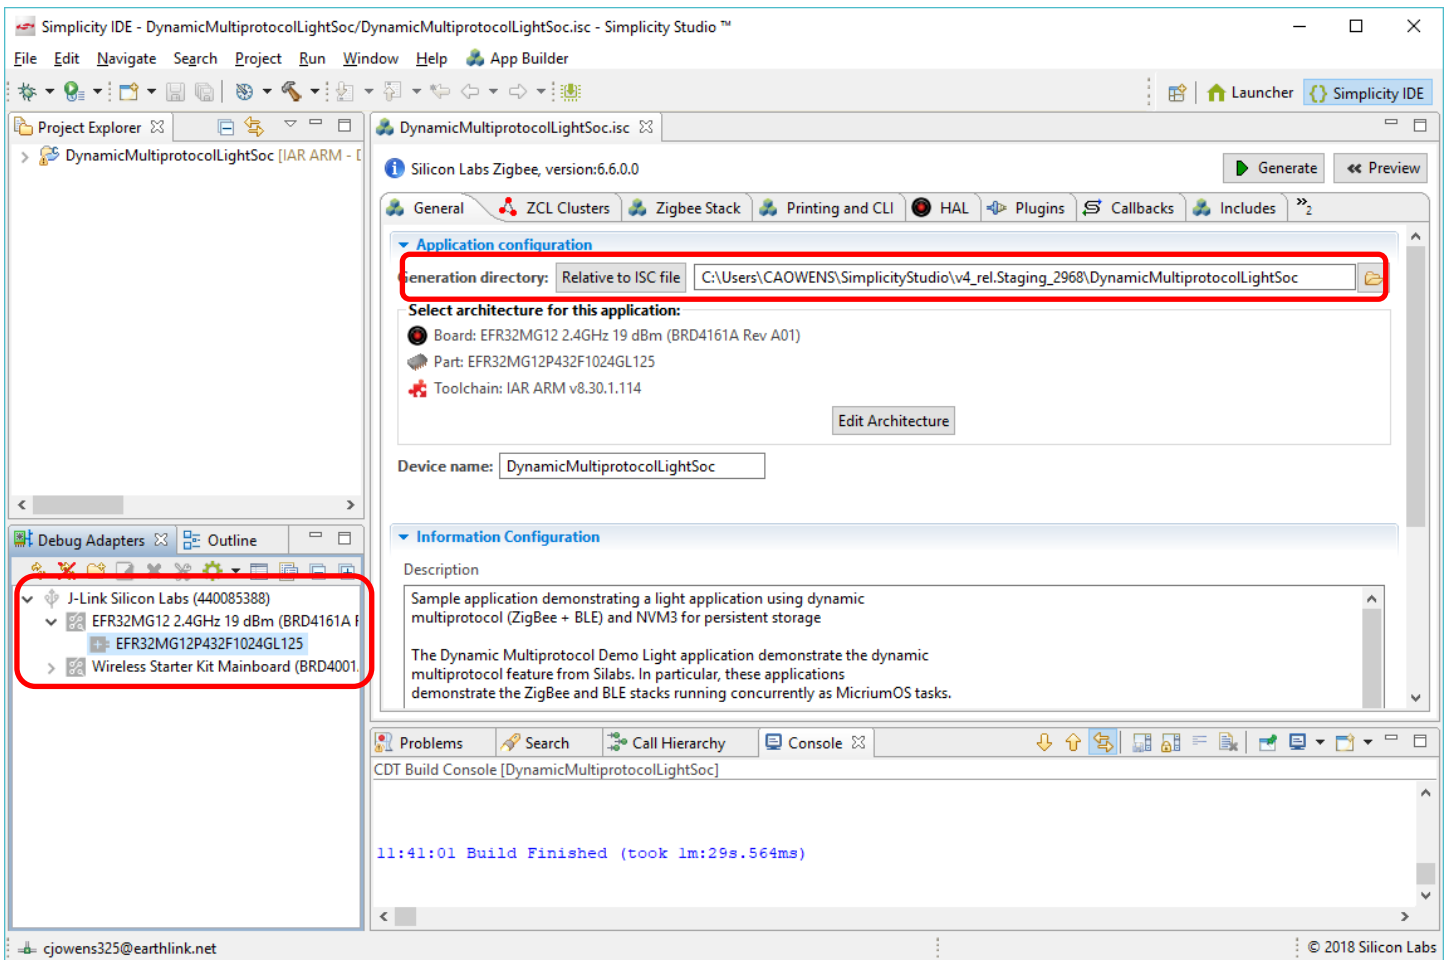 Simplicity IDE - DynamicMultiprotocolLightSoc/DynamicMultiprotocolLightSoc.isc - Simplicity Studio ™
File Edit Navigate Search Project Run Window Help App Builder
Launcher Simplicity IDE
Project Explorer
DynamicMultiprotocolLightSoc [IAR ARM - D
DynamicMultiprotocolLightSoc.isc
Silicon Labs Zigbee, version:6.6.0.0
Generate Preview
General ZCL Clusters Zigbee Stack Printing and CLI HAL Plugins Callbacks Includes »2
Application configuration
Generation directory: Relative to ISC file C:\Users\CAOWENS\SimplicityStudio\v4_rel.Staging_2968\DynamicMultiprotocolLightSoc
Select architecture for this application:
Board: EFR32MG12 2.4GHz 19 dBm (BRD4161A Rev A01)
Part: EFR32MG12P432F1024GL125
Toolchain: IAR ARM v8.30.1.114
Edit Architecture
Device name: DynamicMultiprotocolLightSoc
Information Configuration
Description
Sample application demonstrating a light application using dynamic
multiprotocol (ZigBee + BLE) and NVM3 for persistent storage
The Dynamic Multiprotocol Demo Light application demonstrate the dynamic
multiprotocol feature from Silabs. In particular, these applications
demonstrate the ZigBee and BLE stacks running concurrently as MicriumOS tasks.
Debug Adapters Outline
J-Link Silicon Labs (440085388)
EFR32MG12 2.4GHz 19 dBm (BRD4161A R
EFR32MG12P432F1024GL125
Wireless Starter Kit Mainboard (BRD4001.
Problems Search Call Hierarchy Console
CDT Build Console [DynamicMultiprotocolLightSoc]
11:41:01 Build Finished (took 1m:29s.564ms)
cjowens325@earthlink.net
© 2018 Silicon Labs